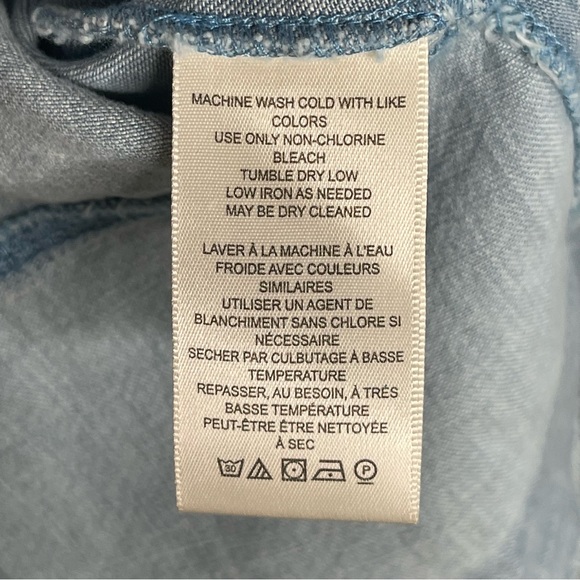 MACHINE WASH COLD WITH LIKE
COLORS
USE ONLY NON-CHLORINE
BLEACH
TUMBLE DRY LOW
LOW IRON AS NEEDED
MAY BE DRY CLEANED
LAVER À LA MACHINE À L'EAU
FROIDE AVEC COULEURS
SIMILAIRES
UTILISER UN AGENT DE
BLANCHIMENT SANS CHLORE SI
NÉCESSAIRE
SECHER PAR CULBUTAGE À BASSE
TEMPERATURE
REPASSER, AU BESOIN, À TRÉS
BASSE TEMPÉRATURE
PEUT-ÊTRE ÊTRE NETTOYÉE
À SEC
30 P